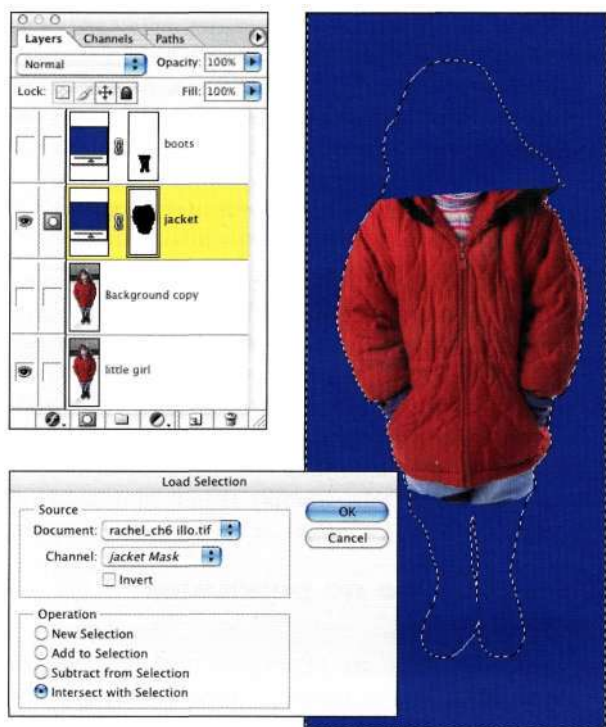 Layers Channels Paths
Normal Opacity: 100%
Lock: Fill: 100%
boots
jacket
Background copy
little girl
Load Selection
Source
Document: rachel_ch6 illo.tif
Channel: jacket Mask
Invert
OK
Cancel
Operation
New Selection
Add to Selection
Subtract from Selection
Intersect with Selection